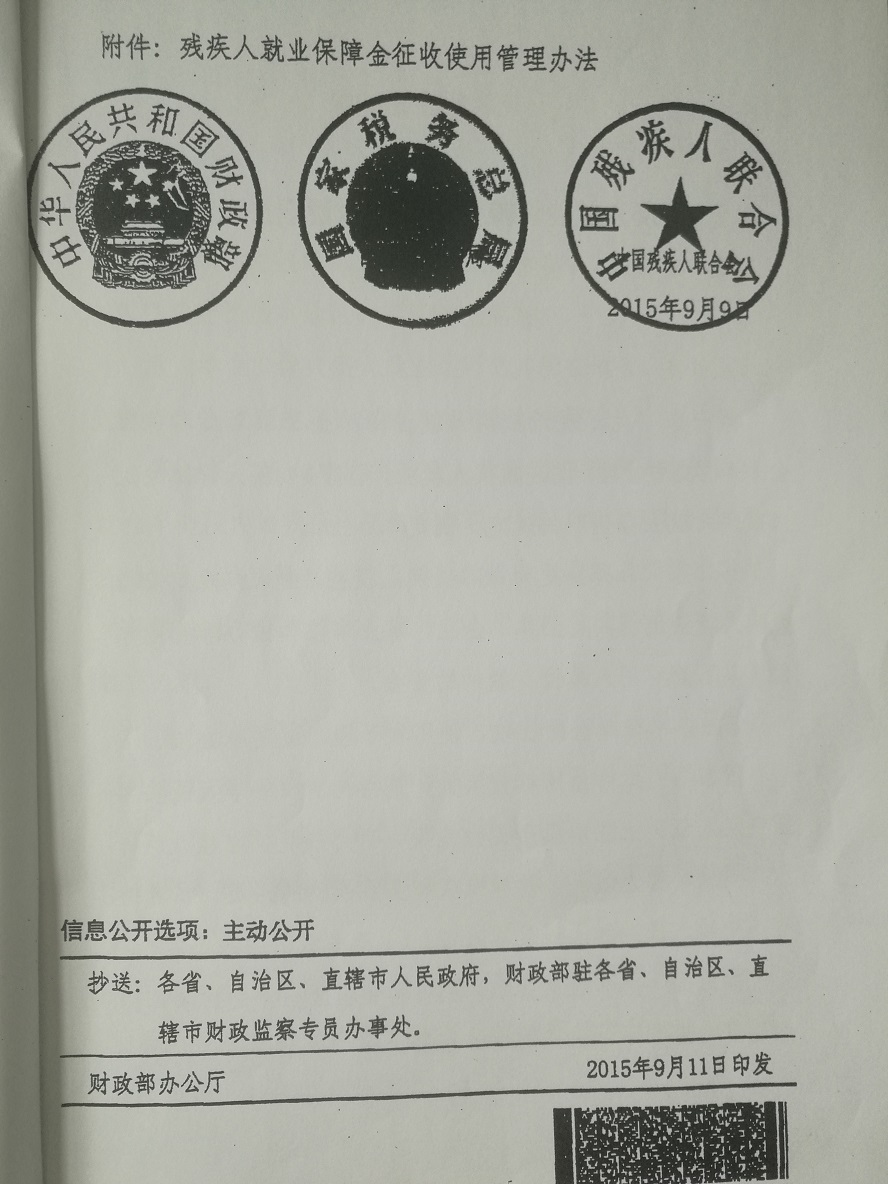 附件：残疾人就业保障金征收使用管理办法
中华人民共和国财政部
国家税务总局
中国残疾人联合会
中国残疾人联合会
2015年9月9日
信息公开选项：主动公开
抄送：各省、自治区、直辖市人民政府，财政部驻各省、自治区、直
辖市财政监察专员办事处。
财政部办公厅
2015年9月11日印发